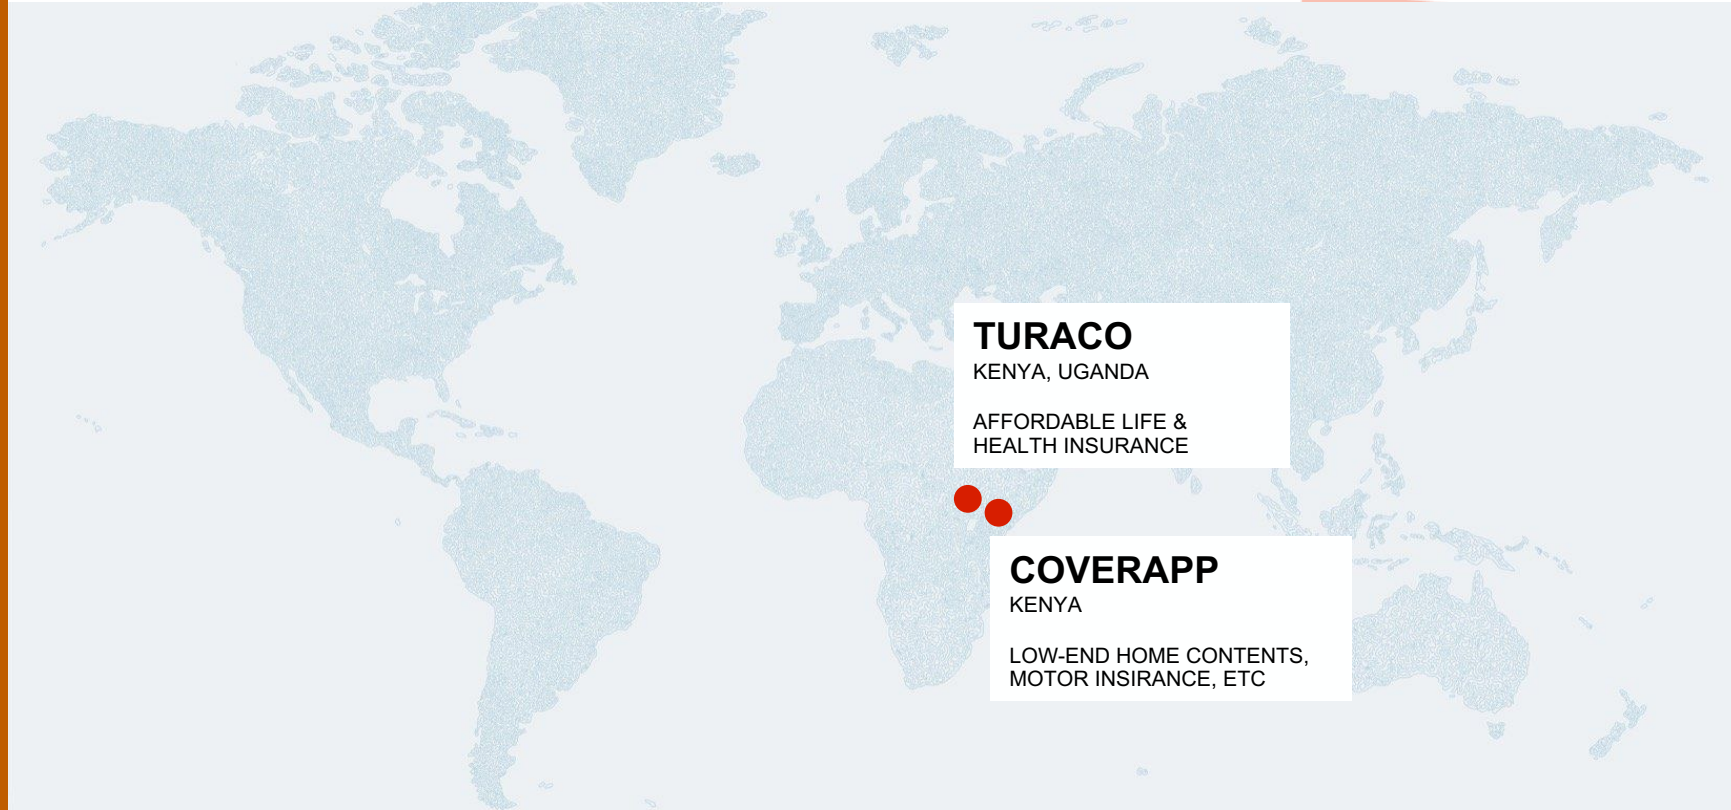 TURACO
KENYA, UGANDA
AFFORDABLE LIFE &
HEALTH INSURANCE
COVERAPP
KENYA
LOW-END HOME CONTENTS,
MOTOR INSIRANCE, ETC